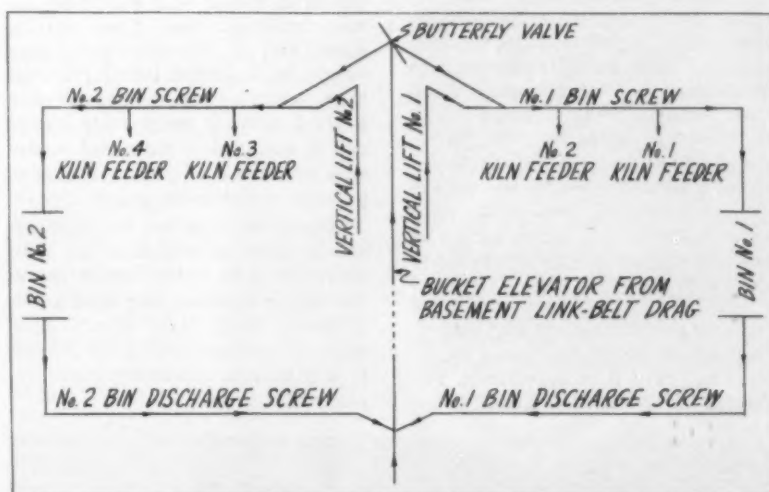 BUTTERFLY VALVE
No.2 BIN SCREW
No.1 BIN SCREW
No.4
KILN FEEDER
No.3
KILN FEEDER
No.2
KILN FEEDER
No.1
KILN FEEDER
VERTICAL LIFT No.2
VERTICAL LIFT No.1
BIN No.2
BIN No.1
BUCKET ELEVATOR FROM
BASEMENT LINK-BELT DRAG
No.2 BIN DISCHARGE SCREW
No.1 BIN DISCHARGE SCREW